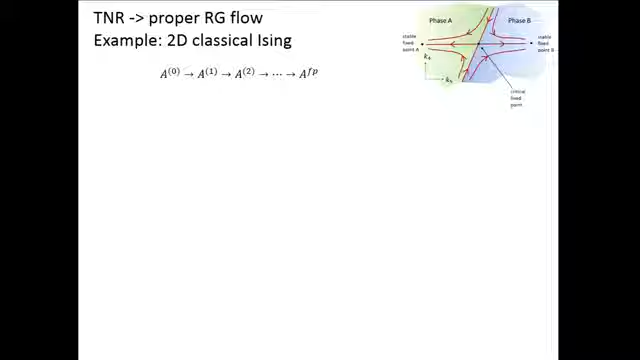 TNR -> proper RG flow
Example: 2D classical Ising
A⁽⁰⁾ → A⁽¹⁾ → A⁽²⁾ → ⋯ → Aᶠᵖ
Phase A
Phase B
stable
fixed
point A
stable
fixed
point B
critical
fixed
point